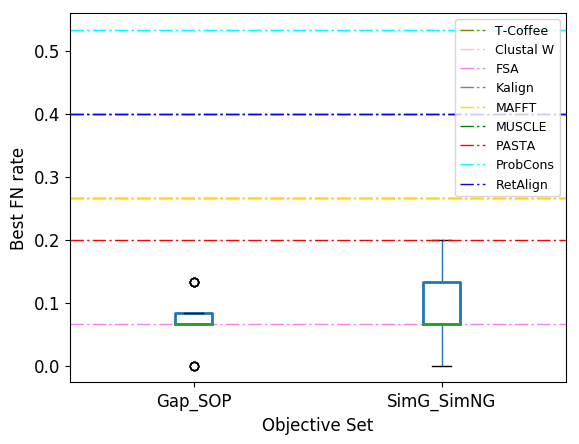 T-Coffee
Clustal W
FSA
Kalign
MAFFT
MUSCLE
PASTA
ProbCons
RetAlign
Best FN rate
0.5
0.4
0.3
0.2
0.1
0.0
Gap_SOP
SimG_SimNG
Objective Set